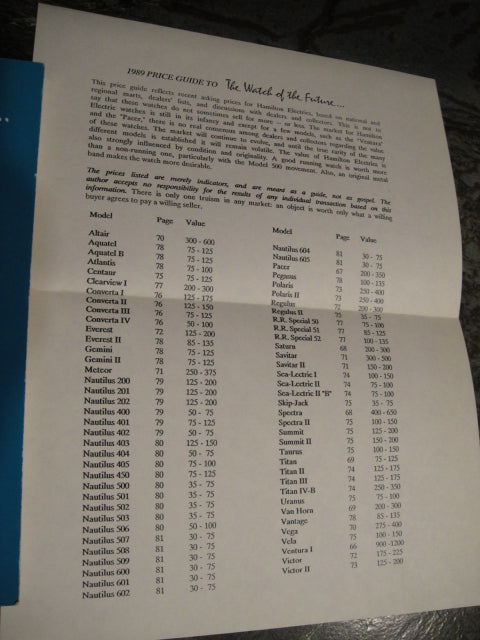 1989 PRICE GUIDE TO The Watch of the Future...
This price guide reflects recent asking prices for Hamilton Electrics, based on national and
regional marts, dealers' lists, and discussions with dealers and collectors. This is not to
say that these watches do not sometimes sell for more – or less. The market for Hamilton
Electric watches is still in its infancy and except for a few models, such as the "Ventura"
and the "Pacer," there is no real consensus among dealers and collectors regarding the value
of these watches. The market will continue to evolve, and until the true rarity of the many
different models is established it will remain volatile. The value of Hamilton Electrics is
also strongly influenced by condition and originality. A good running watch is worth more
than a non-running one, particularly with the Model 500 movement. Also, an original metal
band makes the watch more desirable.
The prices listed are merely indicators, and are meant as a guide, not as gospel. The
author accepts no responsibility for the results of any individual transaction based on this
information. There is only one truism in any market: an object is worth only what a willing
buyer agrees to pay a willing seller.
Model Page Value
Altair 70 300 - 600
Aquatel 78 75 - 125
Aquatel B 78 75 - 125
Atlantis 78 75 - 100
Centaur 75 75 - 125
Clearview I 77 200 - 300
Converta I 76 125 - 175
Converta II 76 125 - 150
Converta III 76 75 - 125
Converta IV 76 50 - 100
Everest 72 125 - 200
Everest II 78 85 - 135
Gemini 78 75 - 125
Gemini II 78 75 - 125
Meteor 71 250 - 375
Nautilus 200 79 125 - 200
Nautilus 201 79 125 - 200
Nautilus 202 79 125 - 200
Nautilus 400 79 50 - 75
Nautilus 401 79 75 - 125
Nautilus 402 79 50 - 75
Nautilus 403 80 125 - 150
Nautilus 404 80 50 - 75
Nautilus 405 80 75 - 100
Nautilus 450 80 75 - 125
Nautilus 500 80 35 - 75
Nautilus 501 80 35 - 75
Nautilus 502 80 35 - 75
Nautilus 503 80 35 - 75
Nautilus 506 80 50 - 100
Nautilus 507 81 30 - 75
Nautilus 508 81 30 - 75
Nautilus 509 81 30 - 75
Nautilus 600 81 30 - 75
Nautilus 601 81 30 - 75
Nautilus 602 81 30 - 75
Model Page Value
Nautilus 604 81 30 - 75
Nautilus 605 81 30 - 75
Pacer 67 200 - 350
Pegasus 78 100 - 135
Polaris 73 250 - 400
Polaris II 73 250 - 400
Regulus 72 200 - 300
Regulus II 75 35 - 75
R.R. Special 50 77 75 - 100
R.R. Special 51 77 85 - 125
R.R. Special 52 77 100 - 135
Saturn 68 200 - 300
Savitar 71 300 - 500
Savitar II 71 150 - 200
Sea-Lectric I 74 100 - 150
Sea-Lectric II 74 75 - 100
Sea-Lectric II "B" 74 75 - 100
Skip-Jack 75 35 - 75
Spectra 68 400 - 650
Spectra II 75 100 - 150
Summit 75 125 - 200
Summit II 75 150 - 200
Taurus 75 100 - 150
Titan 69 75 - 125
Titan II 74 125 - 175
Titan III 74 125 - 175
Titan IV-B 74 250 - 350
Uranus 75 75 - 100
Van Horn 69 200 - 300
Vantage 78 85 - 135
Vega 70 275 - 400
Vela 75 100 - 150
Ventura I 66 900 - 1200
Victor 72 175 - 225
Victor II 73 125 - 200